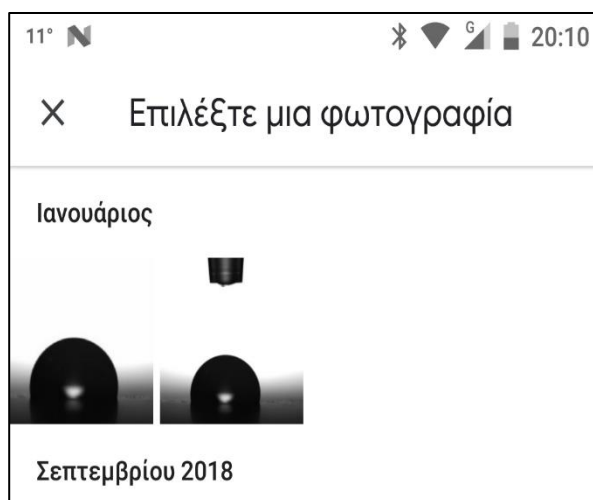 11° N
G 20:10
Επιλέξτε μια φωτογραφία
Ιανουάριος
Σεπτεμβρίου 2018